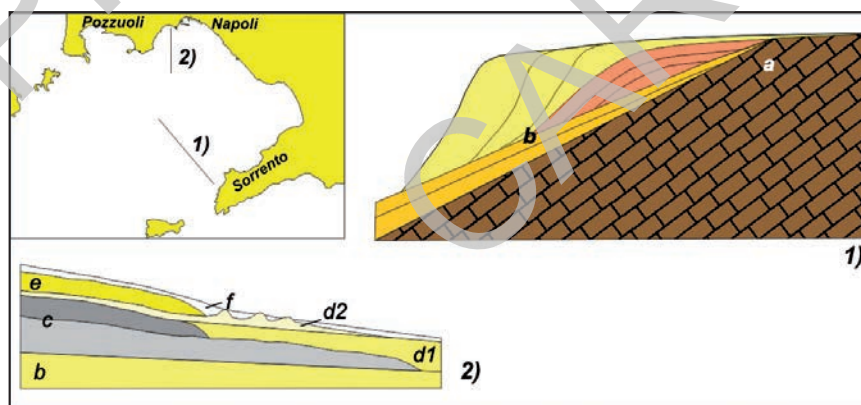 Pozzuoli
Napoli
2)
1)
Sorrento
a
b
1)
e
f
c
d2
d1
b
2)